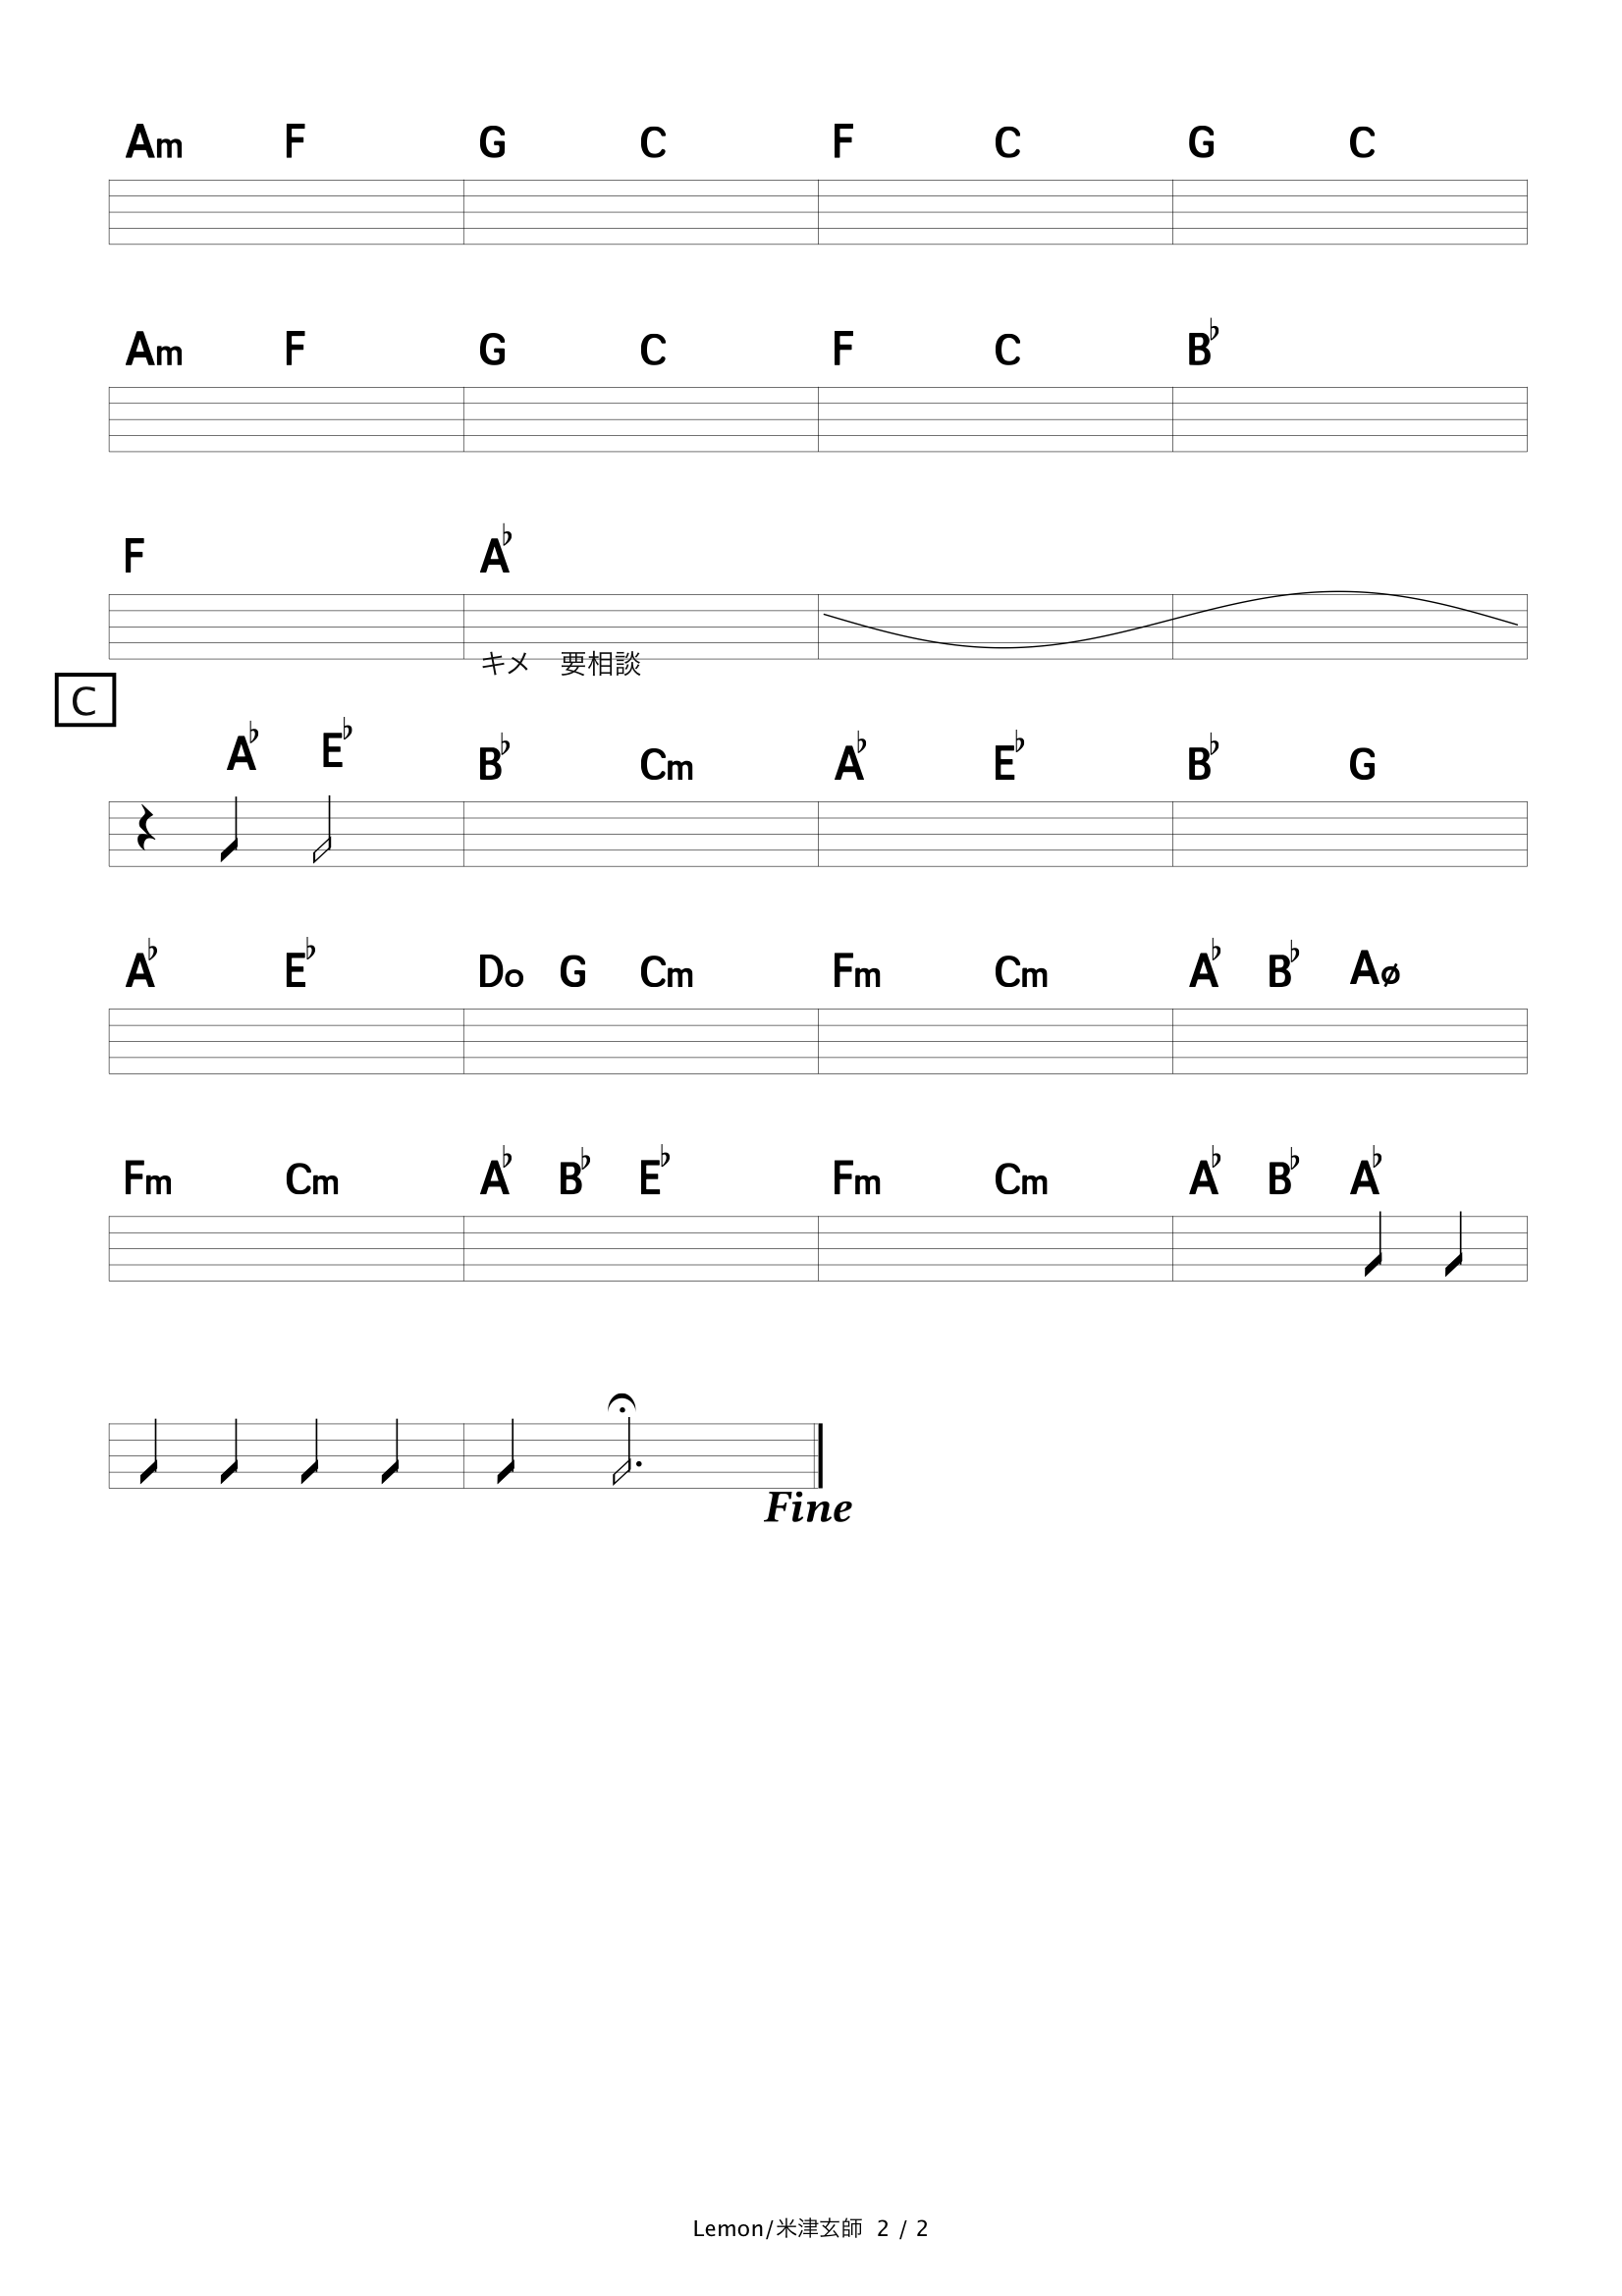 Am F G C F C G C
Am F G C F C B♭
F A♭
キメ 要相談
C
A♭ E♭ B♭ Cm A♭ E♭ B♭ G
A♭ E♭ Do G Cm Fm Cm A♭ B♭ Aø
Fm Cm A♭ B♭ E♭ Fm Cm A♭ B♭ A♭
Fine
Lemon/米津玄師 2 / 2